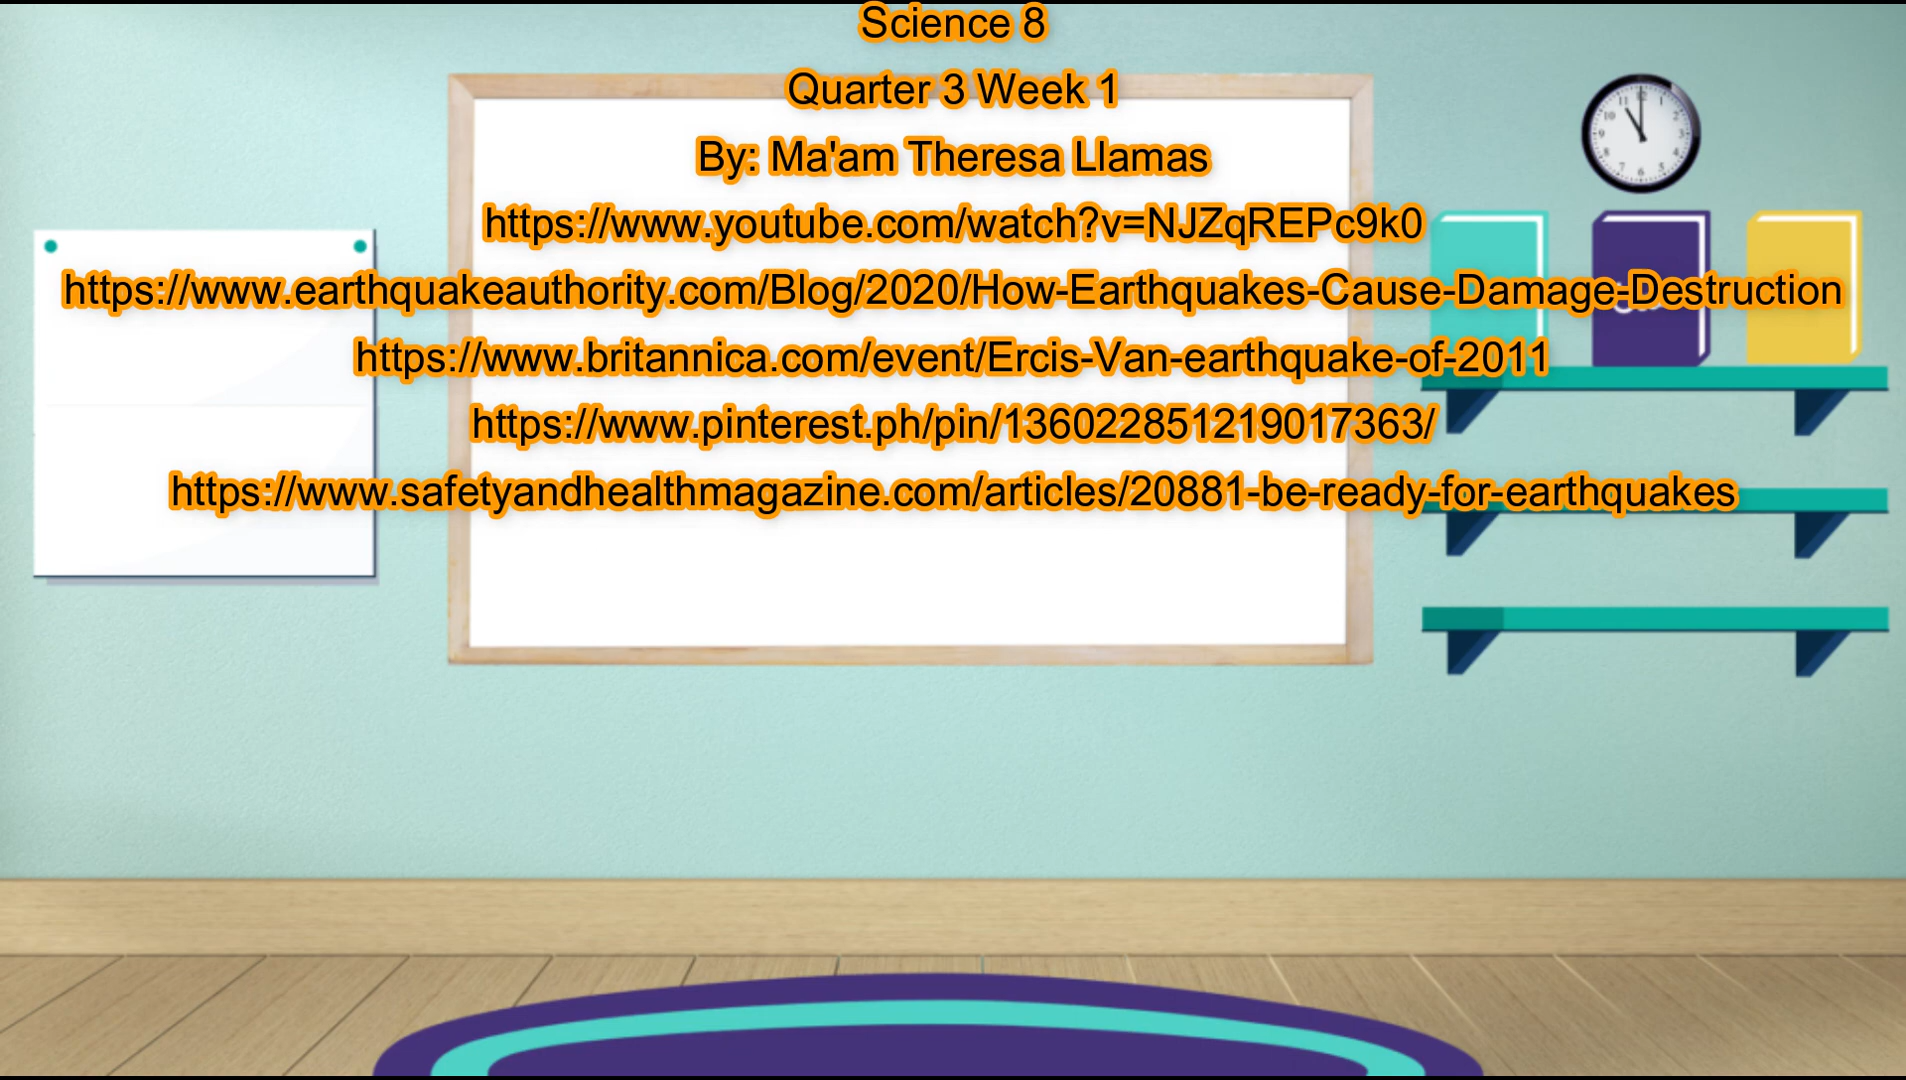 Science 8
Quarter 3 Week 1
By: Ma'am Theresa Llamas
https://www.youtube.com/watch?v=NJZqREPc9k0
https://www.earthquakeauthority.com/Blog/2020/How-Earthquakes-Cause-Damage-Destruction
https://www.britannica.com/event/Ercis-Van-earthquake-of-2011
https://www.pinterest.ph/pin/1360228512190173​63/
https://www.safetyandhealthmagazine.com/articles/20881-be-ready-for-earthquakes